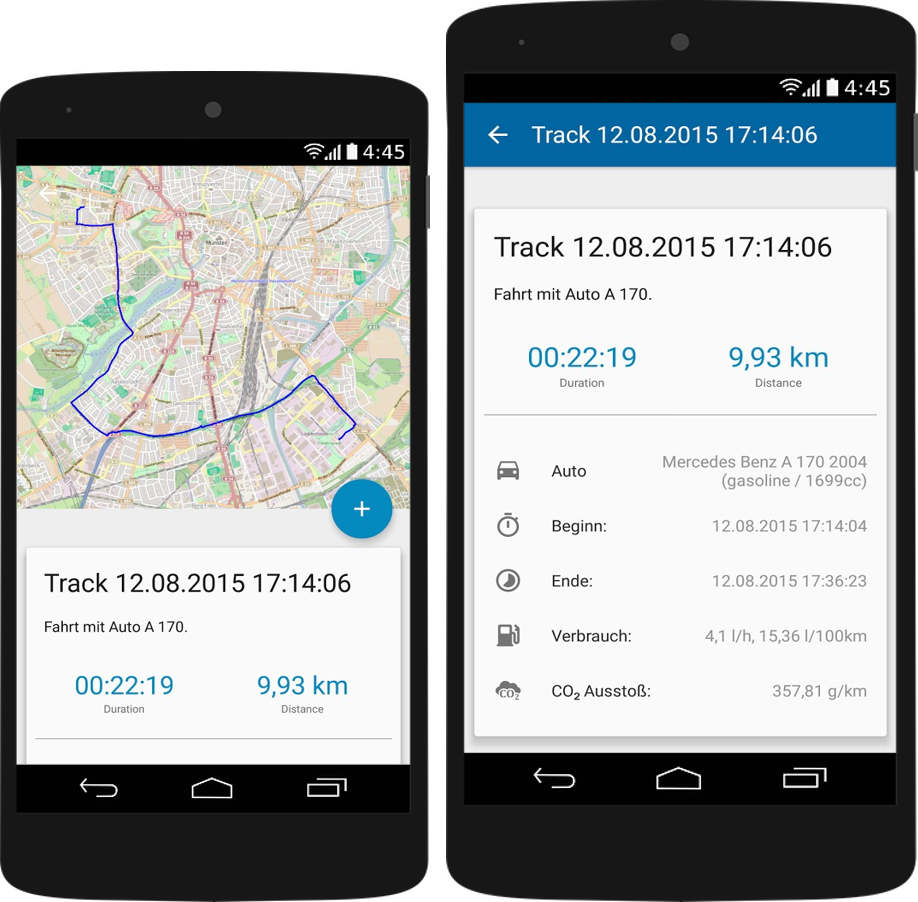 4:45
Münster
Track 12.08.2015 17:14:06
Fahrt mit Auto A 170.
00:22:19 9,93 km
Duration Distance
4:45
Track 12.08.2015 17:14:06
Track 12.08.2015 17:14:06
Fahrt mit Auto A 170.
00:22:19 9,93 km
Duration Distance
Auto Mercedes Benz A 170 2004
(gasoline / 1699cc)
Beginn: 12.08.2015 17:14:04
Ende: 12.08.2015 17:36:23
Verbrauch: 4,1 l/h, 15,36 l/100km
CO₂ CO₂ Ausstoß: 357,81 g/km